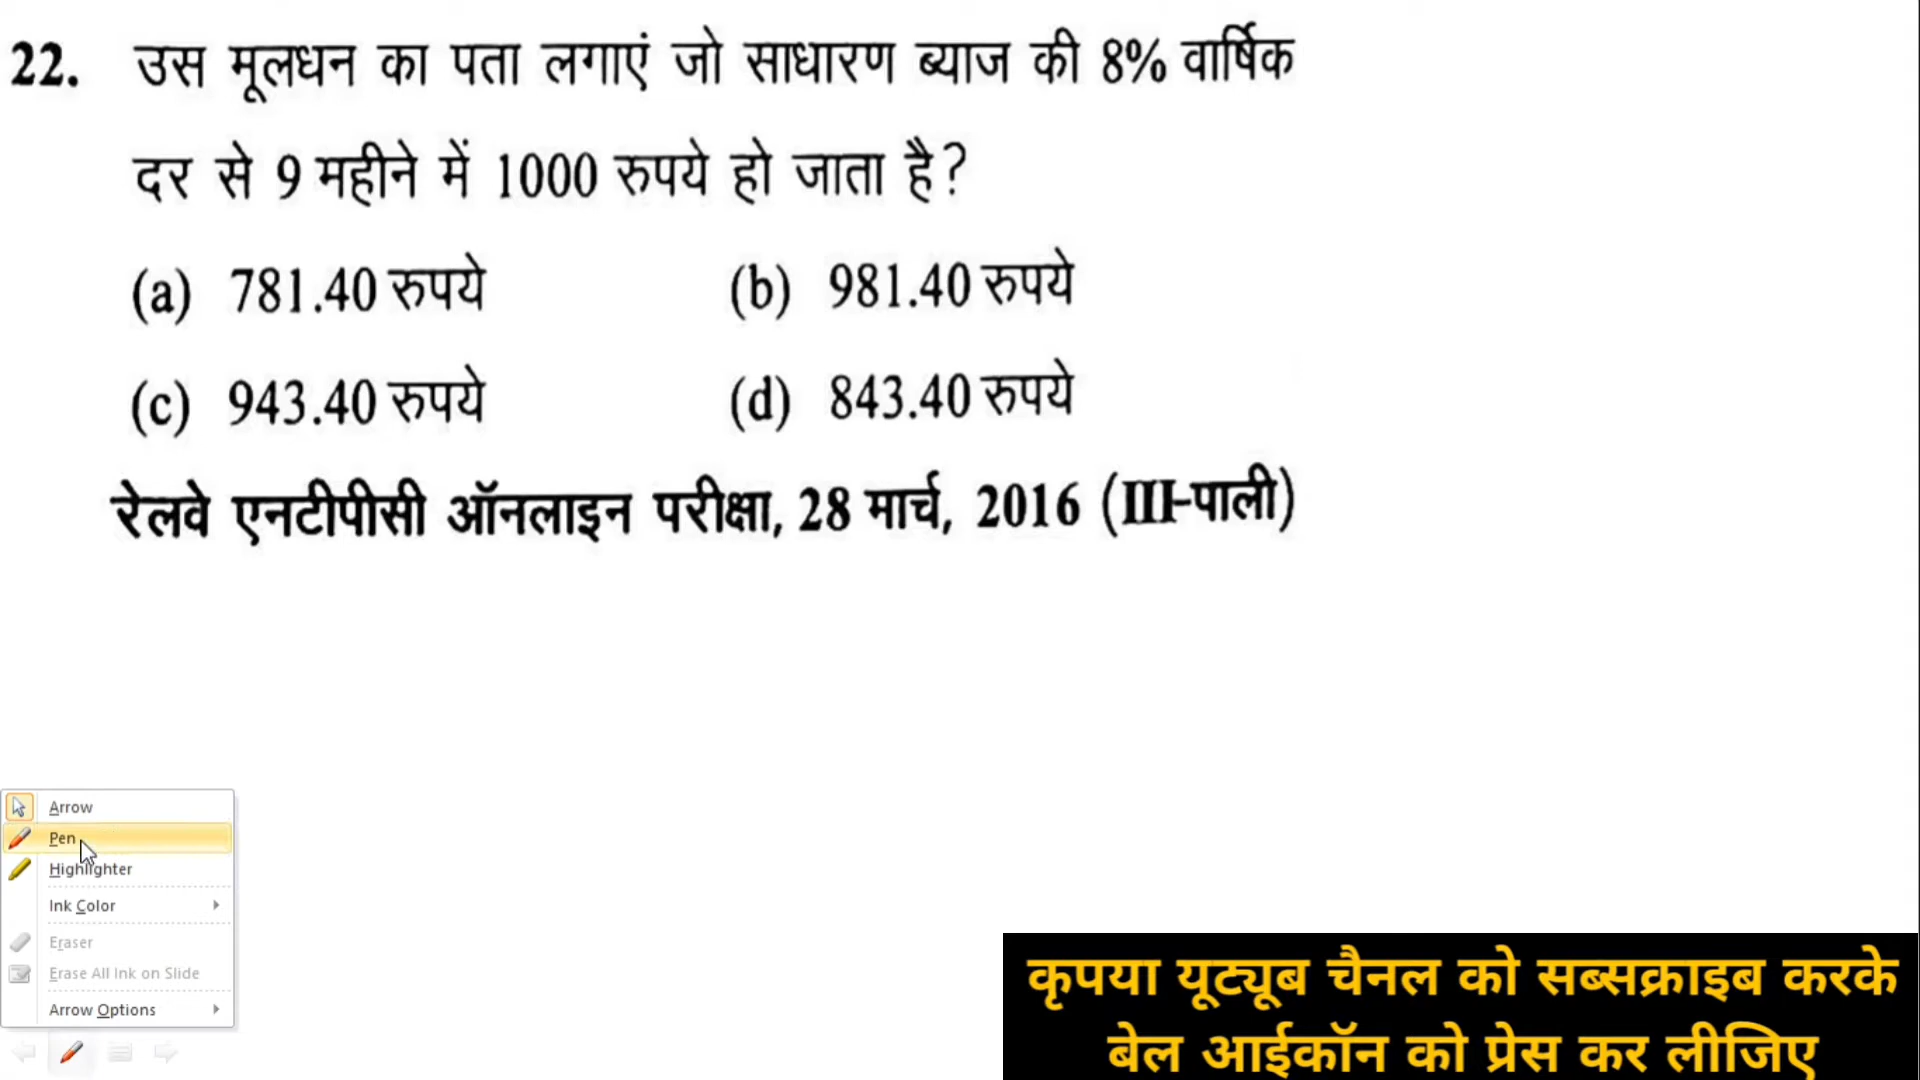 22. उस मूलधन का पता लगाएं जो साधारण ब्याज की 8% वार्षिक
दर से 9 महीने में 1000 रुपये हो जाता है?
(a) 781.40 रुपये (b) 981.40 रुपये
(c) 943.40 रुपये (d) 843.40 रुपये
रेलवे एनटीपीसी ऑनलाइन परीक्षा, 28 मार्च, 2016 (III-पाली)
Arrow
Pen
Highlighter
Ink Color
Eraser
Erase All Ink on Slide
Arrow Options
कृपया यूट्यूब चैनल को सब्सक्राइब करके
बेल आईकॉन को प्रेस कर लीजिए